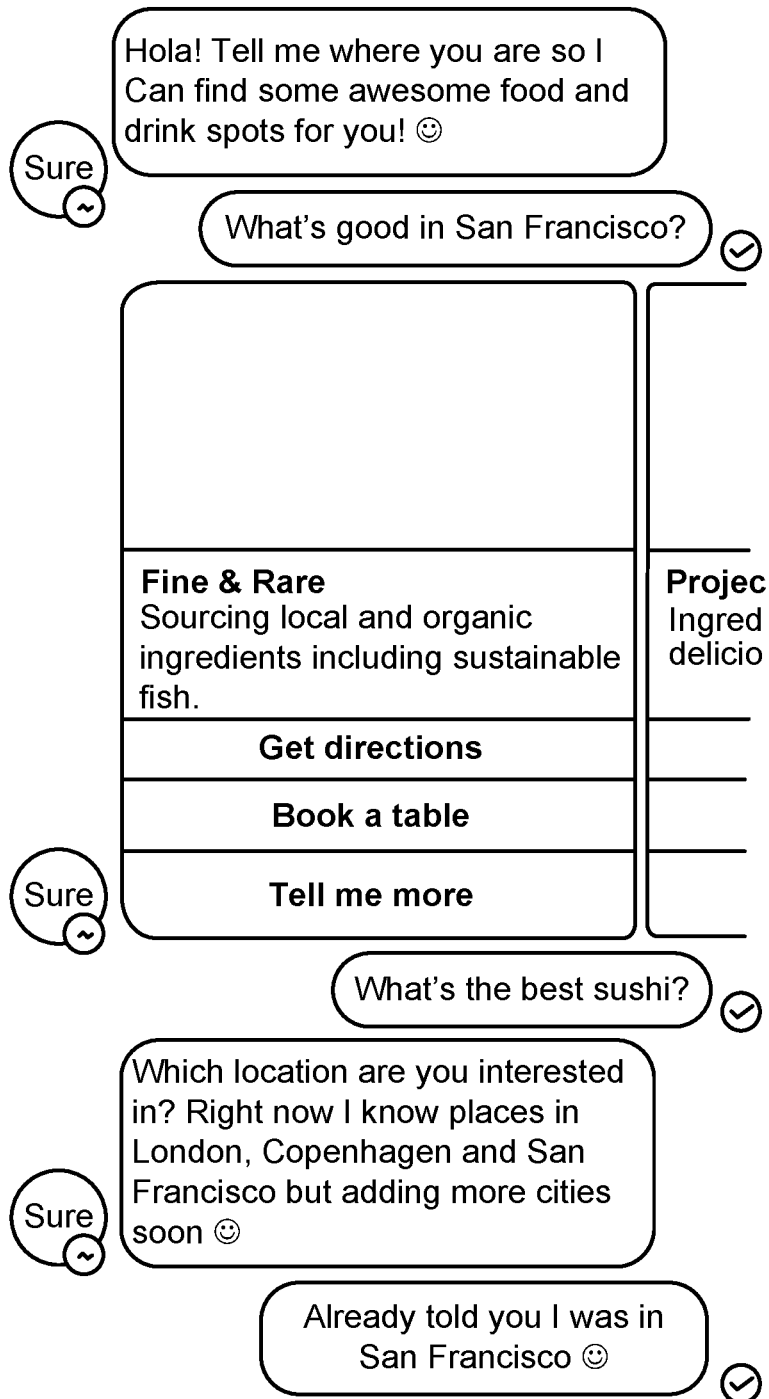 Hola! Tell me where you are so I
Can find some awesome food and
drink spots for you! ☺
Sure
What's good in San Francisco?
Fine & Rare
Sourcing local and organic
ingredients including sustainable
fish.
Get directions
Book a table
Tell me more
Projec
Ingred
delicio
Sure
What's the best sushi?
Which location are you interested
in? Right now I know places in
London, Copenhagen and San
Francisco but adding more cities
soon ☺
Sure
Already told you I was in
San Francisco ☺